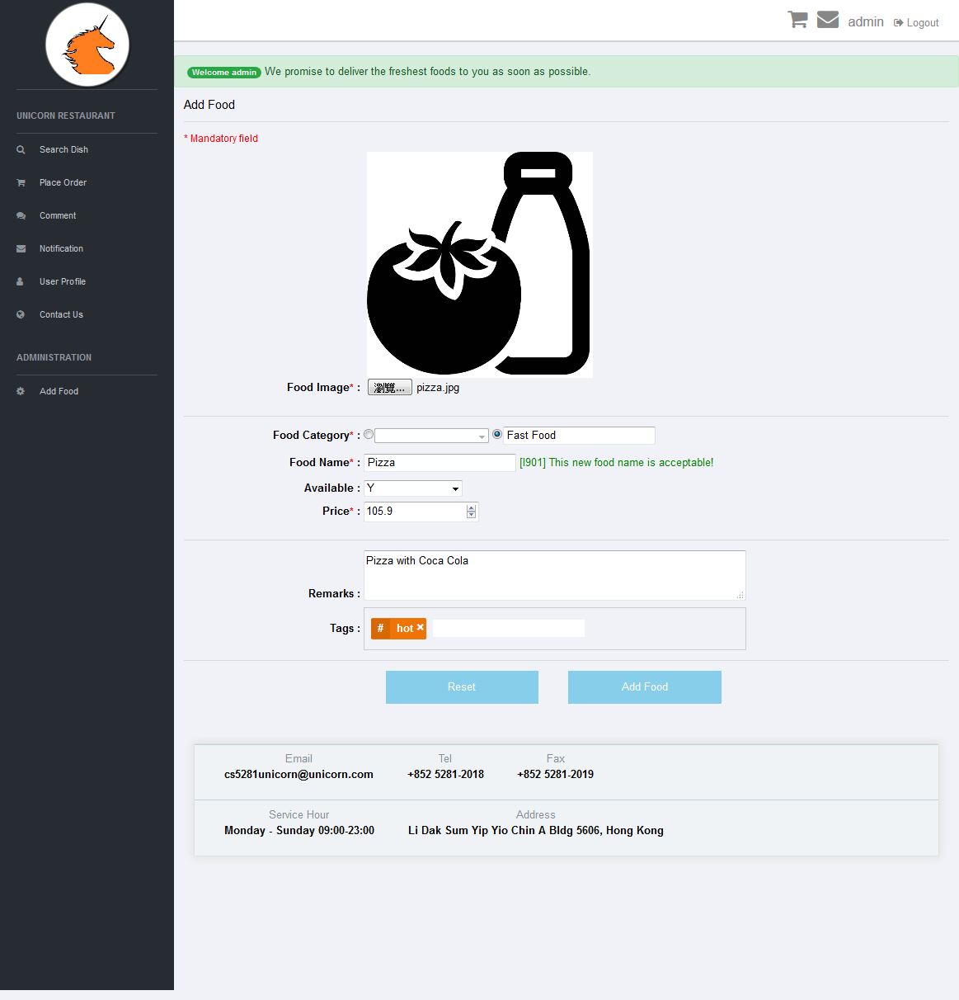 admin Logout
Welcome admin We promise to deliver the freshest foods to you as soon as possible.
UNICORN RESTAURANT
Search Dish
Place Order
Comment
Notification
User Profile
Contact Us
ADMINISTRATION
Add Food
Add Food
* Mandatory field
Food Image* : 瀏覽... pizza.jpg
Food Category* : Fast Food
Food Name* : Pizza [I901] This new food name is acceptable!
Available : Y
Price* : 105.9
Remarks : Pizza with Coca Cola
Tags : # hot ×
Reset Add Food
Email Tel Fax
cs5281unicorn@unicorn.com +852 5281-2018 +852 5281-2019
Service Hour Address
Monday - Sunday 09:00-23:00 Li Dak Sum Yip Yio Chin A Bldg 5606, Hong Kong